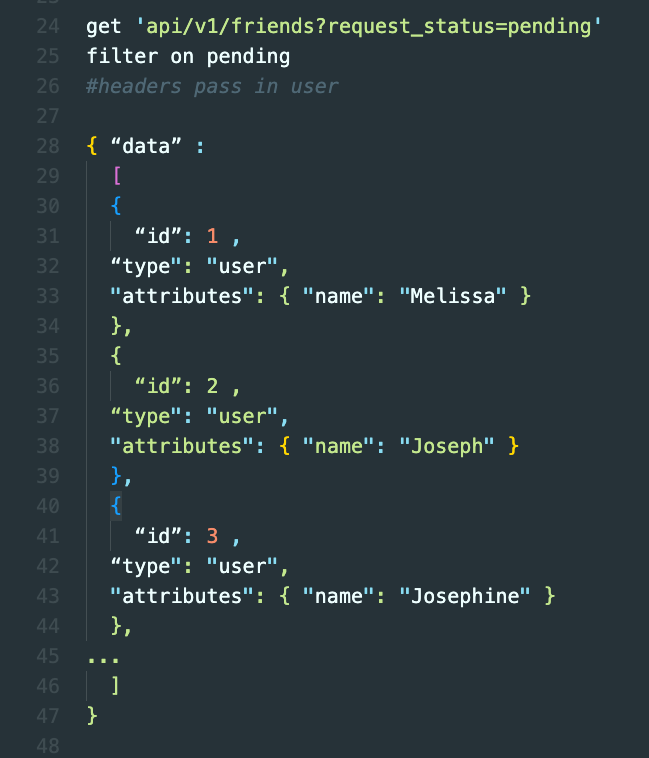 24 get 'api/v1/friends?request_status=pending'
25 filter on pending
26 #headers pass in user
27
28 { “data” :
29 [
30 {
31 “id”: 1 ,
32 “type": "user",
33 "attributes": { "name": "Melissa" }
34 },
35 {
36 “id”: 2 ,
37 “type": "user",
38 "attributes": { "name": "Joseph" }
39 },
40 {
41 “id”: 3 ,
42 “type": "user",
43 "attributes": { "name": "Josephine" }
44 },
45 ...
46 ]
47 }
48